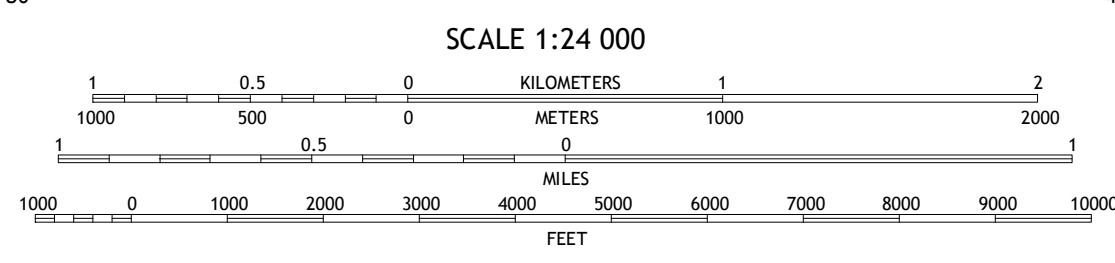 SCALE 1:24 000
1 0.5 0 KILOMETERS 1 2
1000 500 0 METERS 1000 2000
1 0.5 0 1
MILES
1000 0 1000 2000 3000 4000 5000 6000 7000 8000 9000 10000
FEET